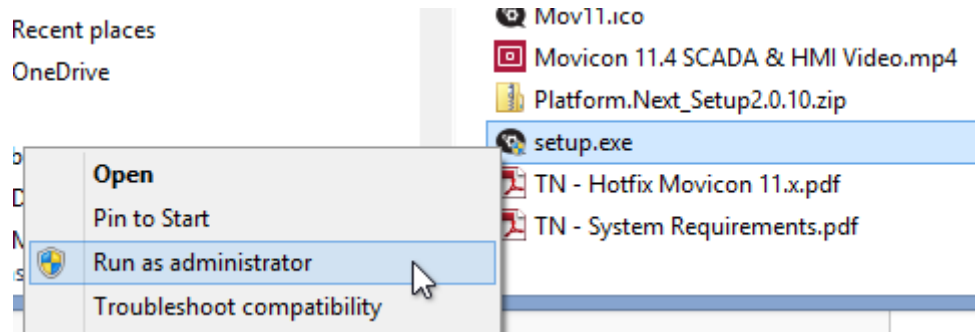 Recent places
OneDrive
Mov11.ico
Movicon 11.4 SCADA & HMI Video.mp4
Platform.Next_Setup2.0.10.zip
setup.exe
TN - Hotfix Movicon 11.x.pdf
TN - System Requirements.pdf
Open
Pin to Start
Run as administrator
Troubleshoot compatibility